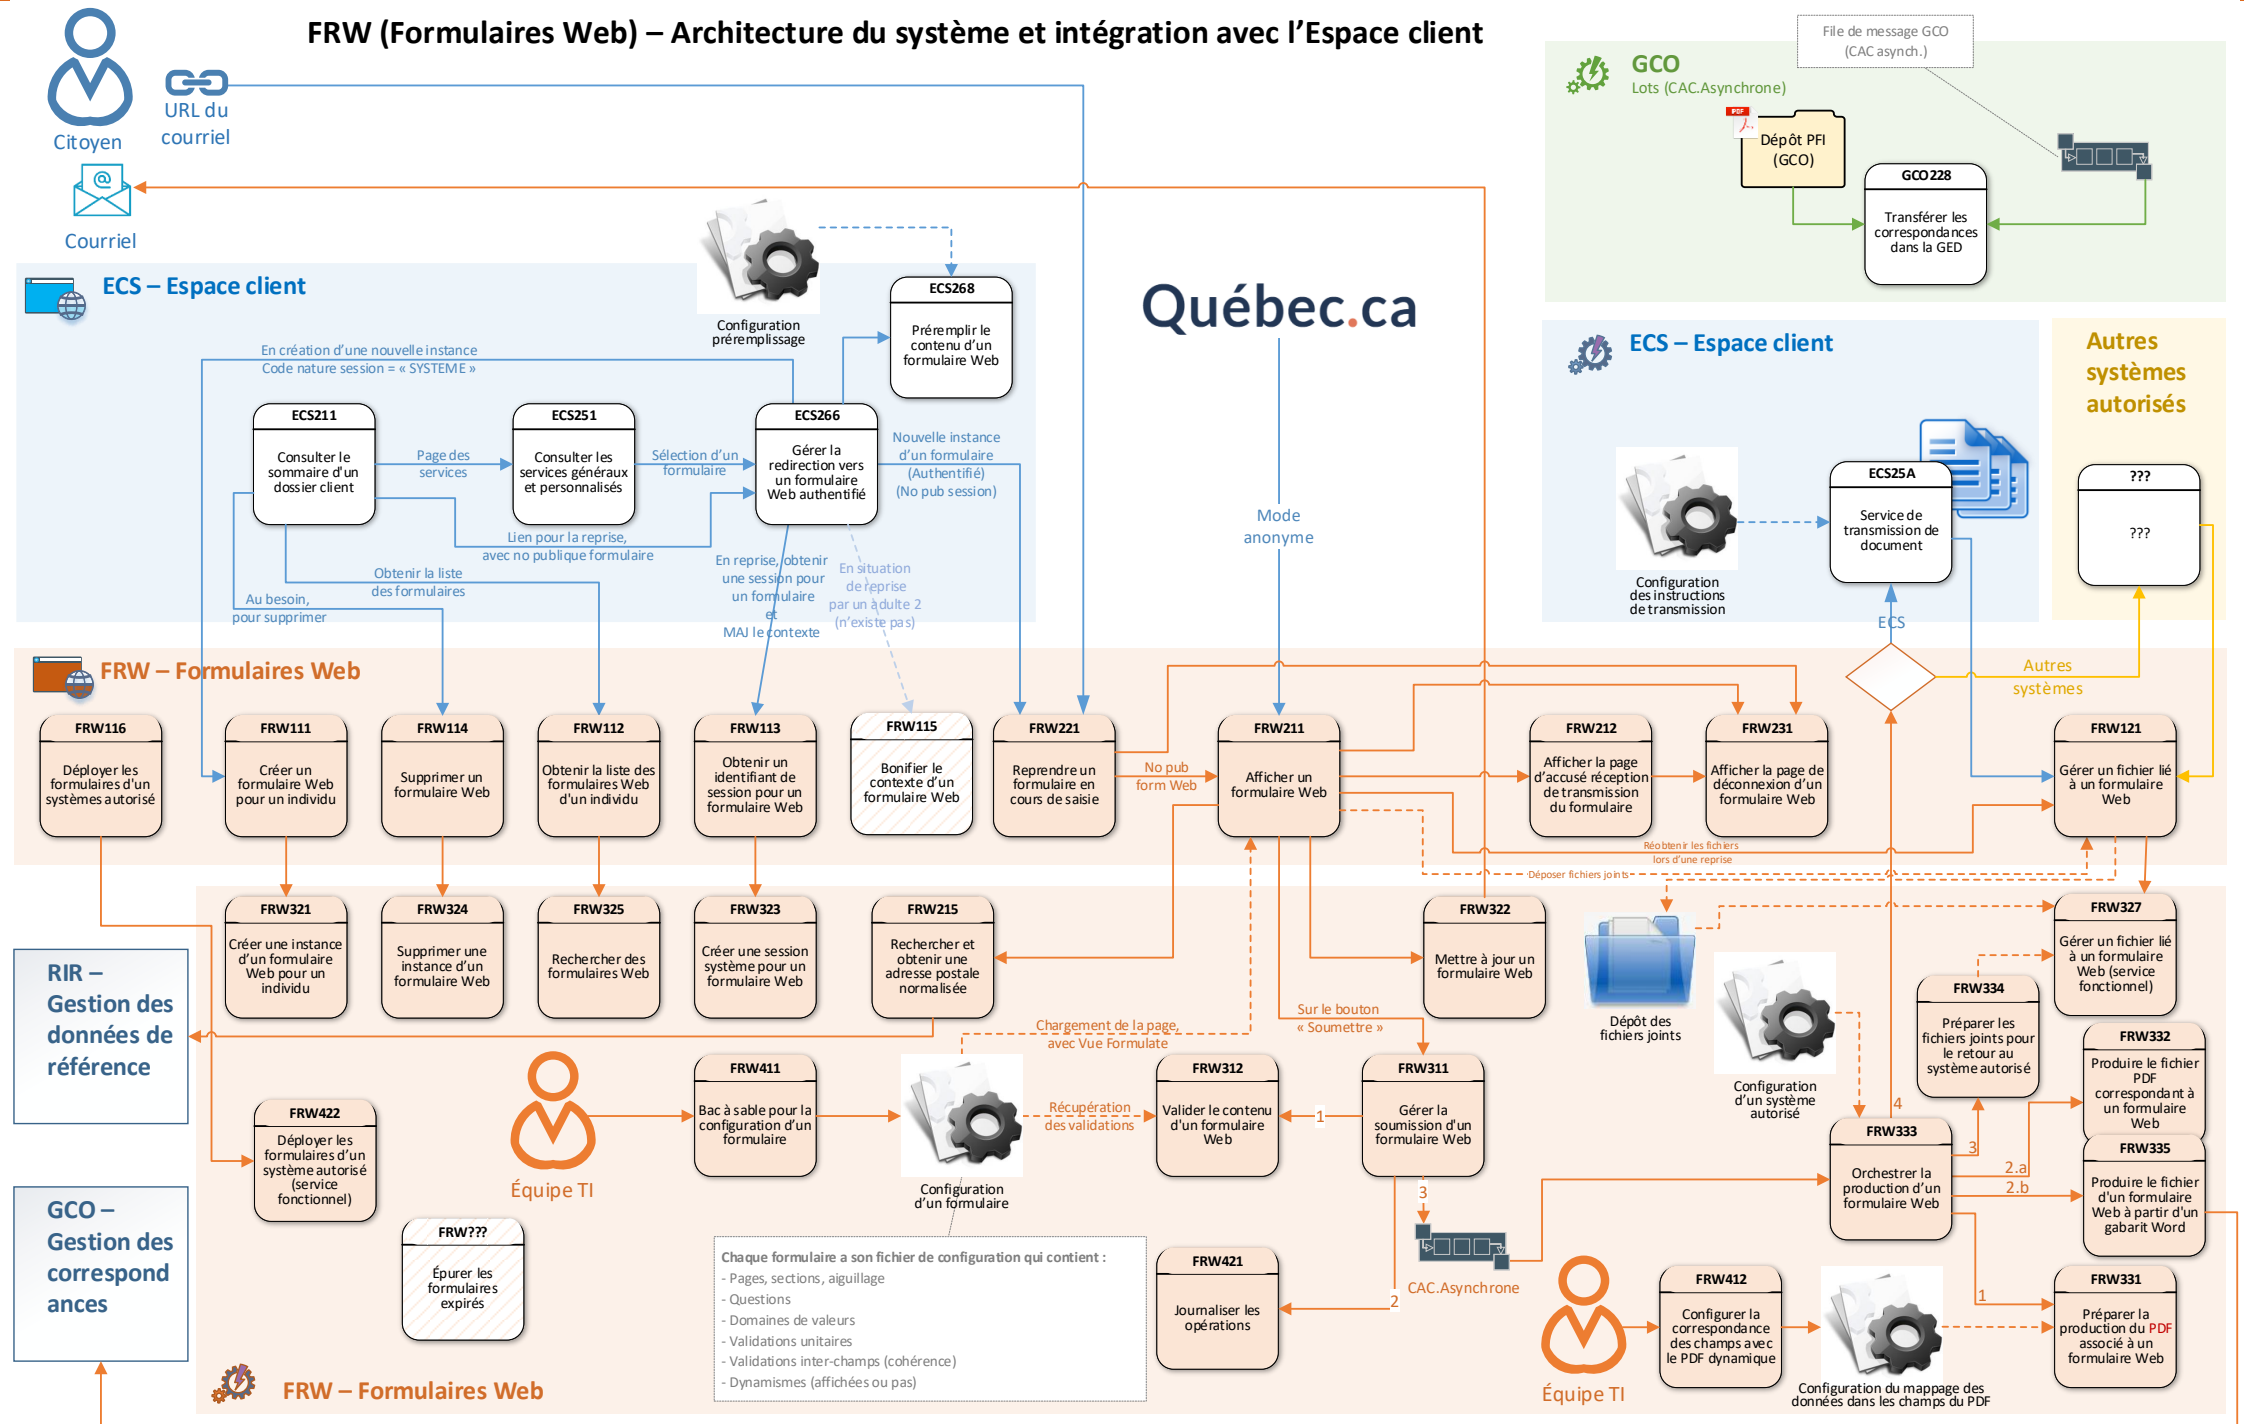 FRW (Formulaires Web) – Architecture du système et intégration avec l'Espace client
Citoyen
URL du
courriel
Courriel
File de message GCO
(CAC asynch.)
GCO
Lots (CAC.Asynchrone)
PDF
Dépôt PFI
(GCO)
GCO228
Transférer les
correspondances
dans la GED
ECS – Espace client
Configuration
préremplissage
ECS268
Préremplir le
contenu d'un
formulaire Web
En création d'une nouvelle instance
Code nature session = « SYSTEME »
ECS211
Consulter le
sommaire d'un
dossier client
Page des
services
ECS251
Consulter les
services généraux
et personnalisés
Sélection d'un
formulaire
ECS266
Gérer la
redirection vers
un formulaire
Web authentifié
Nouvelle instance
d'un formulaire
(Authentifié)
(No pub session)
Lien pour la reprise,
avec no publique formulaire
Obtenir la liste
des formulaires
Au besoin,
pour supprimer
En reprise, obtenir
une session pour
un formulaire
et
MAJ le contexte
En situation
de reprise
par un adulte 2
(n'existe pas)
Québec.ca
Mode
anonyme
ECS – Espace client
Configuration
des instructions
de transmission
ECS25A
Service de
transmission de
document
ECS
Autres
systèmes
autorisés
???
???
Autres
systèmes
FRW – Formulaires Web
FRW116
Déployer les
formulaires d'un
systèmes autorisé
FRW111
Créer un
formulaire Web
pour un individu
FRW114
Supprimer un
formulaire Web
FRW112
Obtenir la liste des
formulaires Web
d'un individu
FRW113
Obtenir un
identifiant de
session pour un
formulaire Web
FRW115
Bonifier le
contexte d'un
formulaire Web
FRW221
Reprendre un
formulaire en
cours de saisie
No pub
form Web
FRW211
Afficher un
formulaire Web
FRW212
Afficher la page
d'accusé réception
de transmission
du formulaire
FRW231
Afficher la page de
déconnexion d'un
formulaire Web
FRW121
Gérer un fichier lié
à un formulaire
Web
Réobtenir les fichiers
lors d'une reprise
Déposer fichiers joints
FRW321
Créer une instance
d'un formulaire
Web pour un
individu
FRW324
Supprimer une
instance d'un
formulaire Web
FRW325
Rechercher des
formulaires Web
FRW323
Créer une session
système pour un
formulaire Web
FRW215
Rechercher et
obtenir une
adresse postale
normalisée
FRW322
Mettre à jour un
formulaire Web
Dépôt des
fichiers joints
FRW327
Gérer un fichier lié
à un formulaire
Web (service
fonctionnel)
RIR –
Gestion des
données de
référence
Sur le bouton
« Soumettre »
Chargement de la page,
avec Vue Formulate
Configuration
d'un système
autorisé
FRW334
Préparer les
fichiers joints pour
le retour au
système autorisé
FRW332
Produire le fichier
PDF
correspondant à
un formulaire
Web
FRW422
Déployer les
formulaires d'un
système autorisé
(service
fonctionnel)
Équipe TI
FRW411
Bac à sable pour la
configuration d'un
formulaire
Configuration
d'un formulaire
Récupération
des validations
FRW312
Valider le contenu
d'un formulaire
Web
1
FRW311
Gérer la
soumission d'un
formulaire Web
3
2
4
FRW333
Orchestrer la
production d'un
formulaire Web
3
2.a
2.b
1
FRW335
Produire le fichier
d'un formulaire
Web à partir d'un
gabarit Word
GCO –
Gestion des
correspond
ances
FRW???
Épurer les
formulaires
expirés
Chaque formulaire a son fichier de configuration qui contient :
- Pages, sections, aiguillage
- Questions
- Domaines de valeurs
- Validations unitaires
- Validations inter-champs (cohérence)
- Dynamismes (affichées ou pas)
FRW421
Journaliser les
opérations
CAC.Asynchrone
Équipe TI
FRW412
Configurer la
correspondance
des champs avec
le PDF dynamique
Configuration du mappage des
données dans les champs du PDF
FRW331
Préparer la
production du PDF
associé à un
formulaire Web
FRW – Formulaires Web